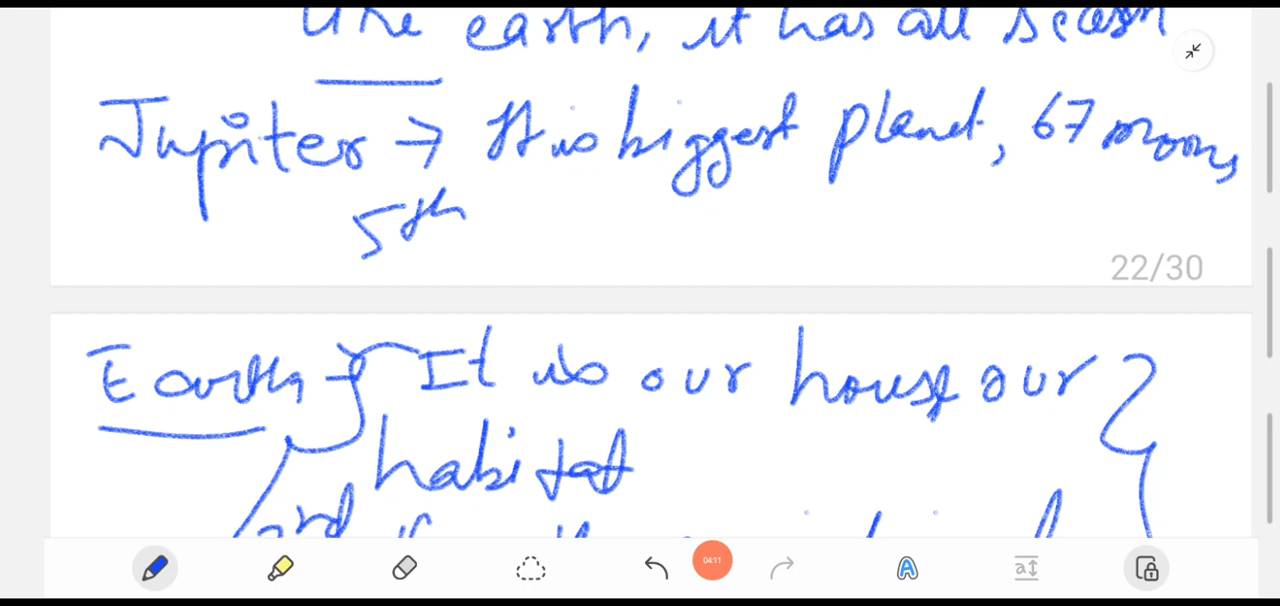 like earth, it has all season
Jupiter → It is biggest planet, 67 moons,
5th
22/30
Earth → It is our house our
habitat
3rd
04:11